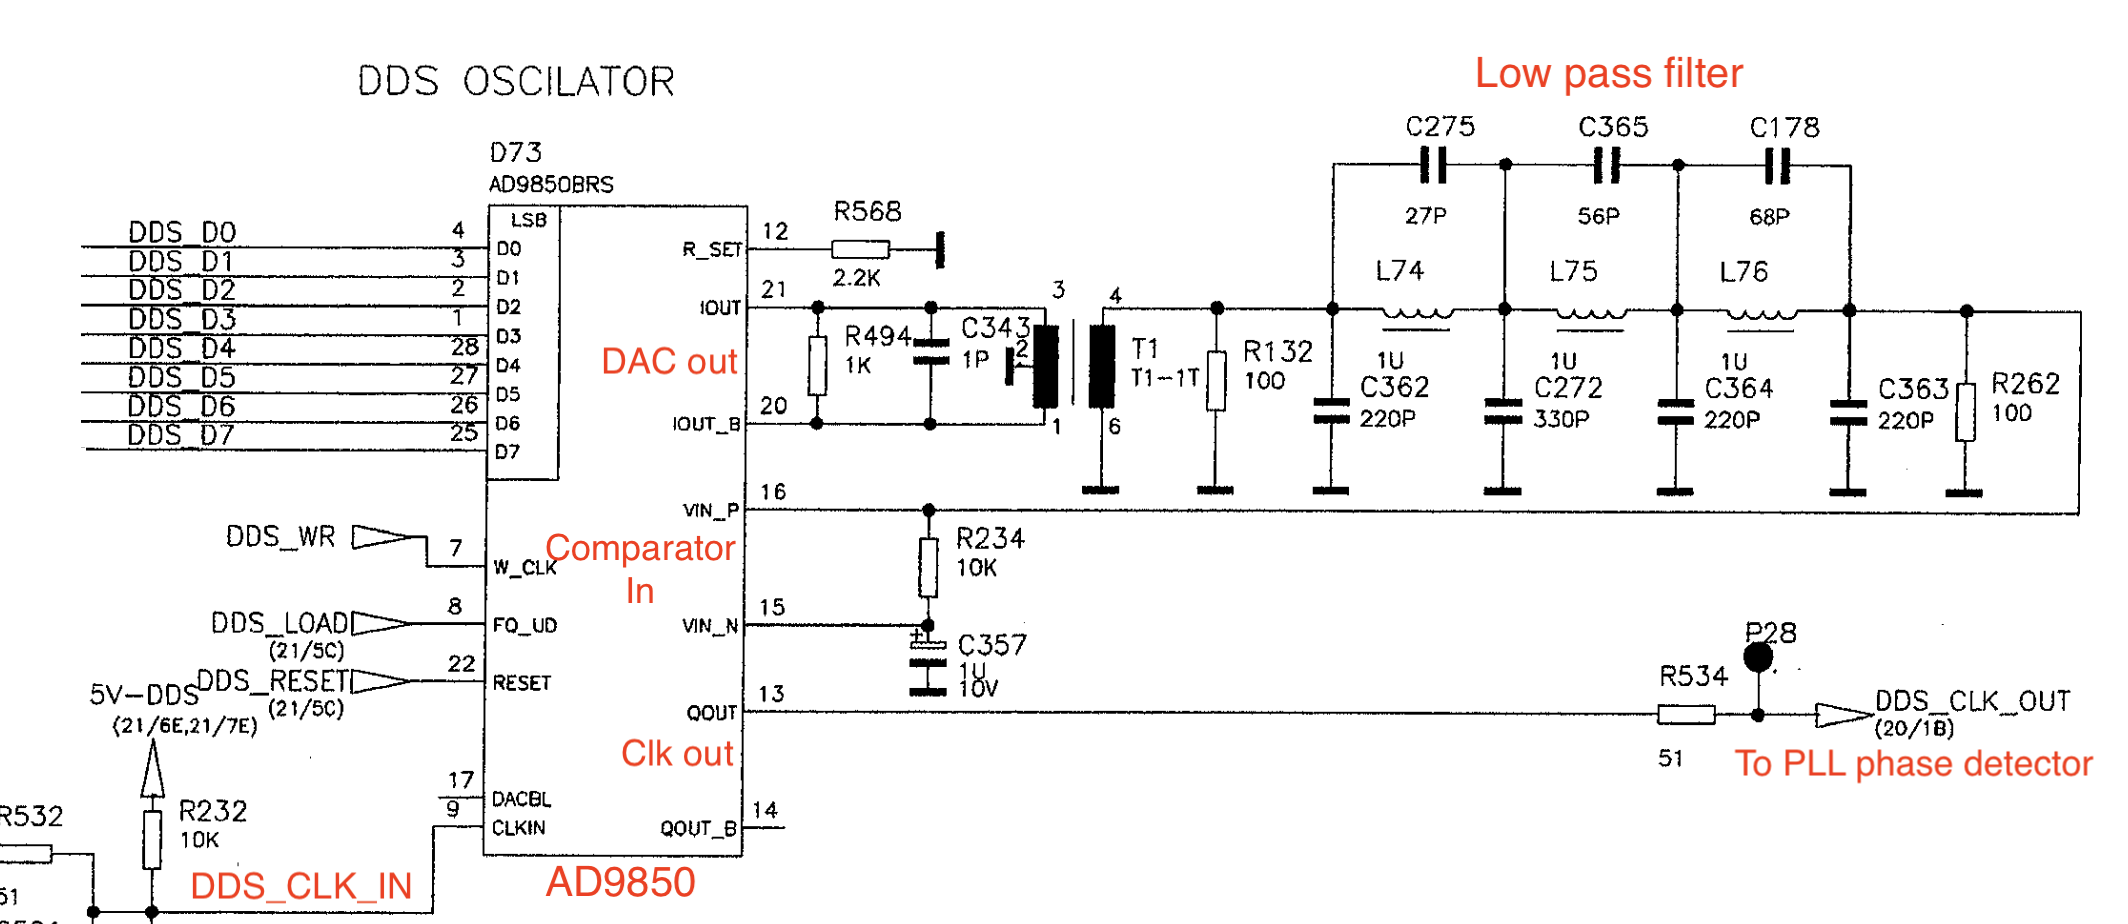 DDS OSCILATOR
Low pass filter
C275
C365
C178
27P
56P
68P
D73
AD9850BRS
LSB
DDS_D0
4
D0
DDS_D1
3
D1
DDS_D2
2
D2
DDS_D3
1
D3
DDS_D4
28
D4
DDS_D5
27
D5
DDS_D6
26
D6
DDS_D7
25
D7
R_SET
12
R568
2.2K
IOUT
21
R494
1K
C343
1P
DAC out
IOUT_B
20
3
2
1
4
6
T1
T1-1T
R132
100
L74
1U
L75
1U
L76
1U
C362
220P
C272
330P
C364
220P
C363
220P
R262
100
VIN_P
16
R234
10K
Comparator
In
VIN_N
15
+
C357
1U
10V
DDS_WR
7
W_CLK
DDS_LOAD
(21/5C)
8
FQ_UD
DDS_RESET
(21/5C)
22
RESET
5V-DDS
(21/6E,21/7E)
QOUT
13
Clk out
R534
51
P28
DDS_CLK_OUT
(20/1B)
To PLL phase detector
17
DACBL
9
CLKIN
QOUT_B
14
R532
51
R232
10K
DDS_CLK_IN
AD9850